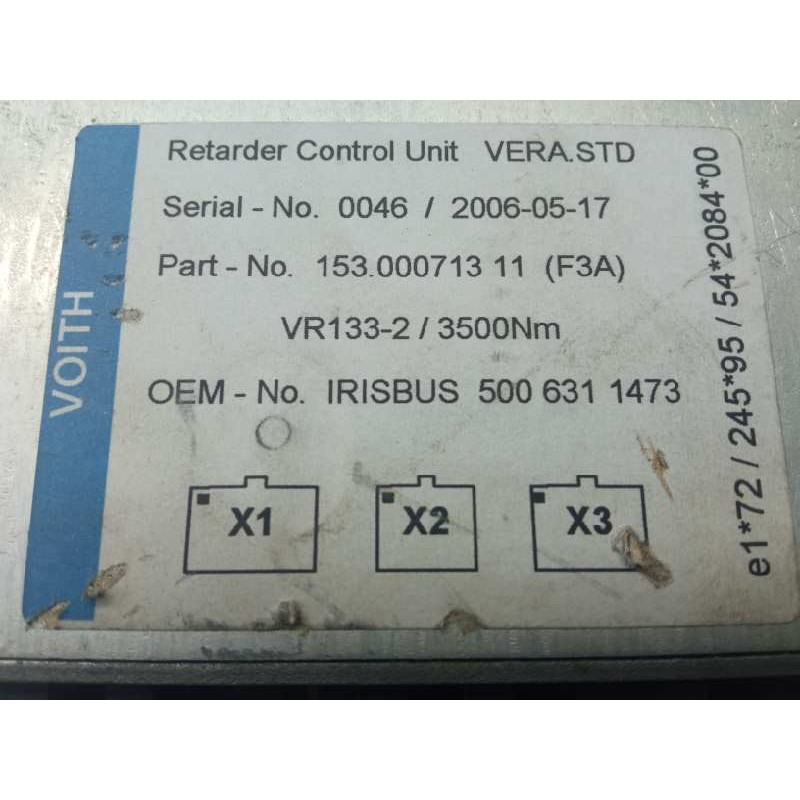 VOITH
Retarder Control Unit VERA.STD
Serial - No. 0046 / 2006-05-17
Part - No. 153.000713 11 (F3A)
VR133-2 / 3500Nm
OEM - No. IRISBUS 500 631 1473
X1 X2 X3
e1*72 / 245*95 / 54*2084*00